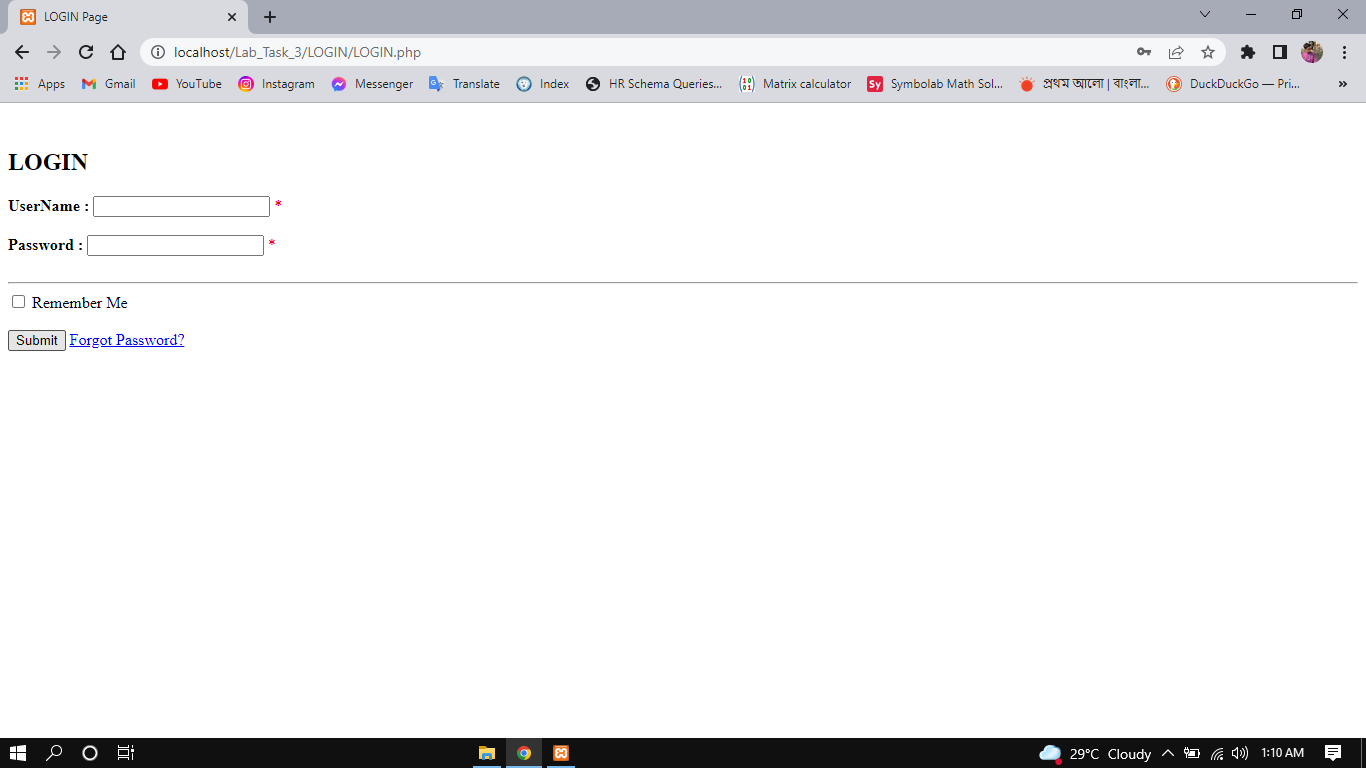 LOGIN Page
localhost/Lab_Task_3/LOGIN/LOGIN.php
Apps Gmail YouTube Instagram Messenger Translate Index HR Schema Queries... Matrix calculator Sy Symbolab Math Sol... প্রথম আলো | বাংলা... DuckDuckGo — Pri... »
LOGIN
UserName : *
Password : *
Remember Me
Submit Forgot Password?
29°C Cloudy 1:10 AM